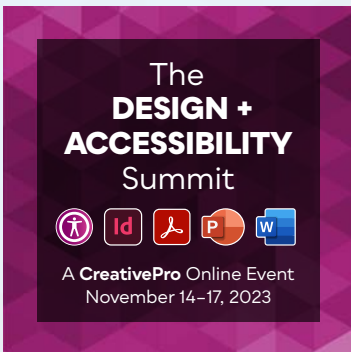 The
DESIGN +
ACCESSIBILITY
Summit
Id
P
W
A CreativePro Online Event
November 14–17, 2023